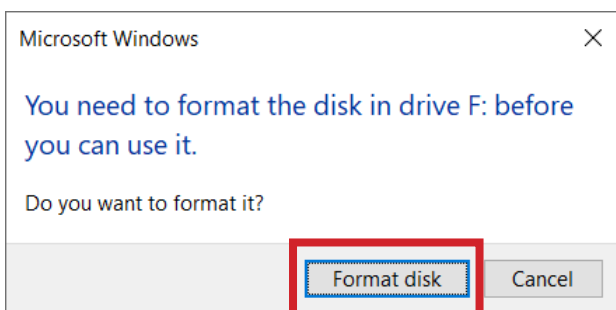 Microsoft Windows
You need to format the disk in drive F: before
you can use it.
Do you want to format it?
Format disk
Cancel